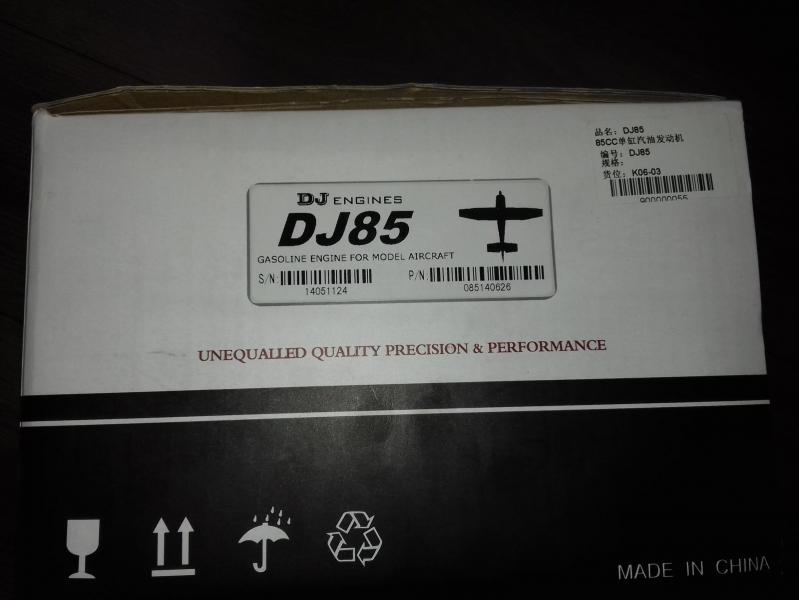 品名: DJ85
85CC单缸汽油发动机
编号: DJ85
规格:
货位: K06-03
900000055
DJ ENGINES
DJ85
GASOLINE ENGINE FOR MODEL AIRCRAFT
S/N: P/N:
14051124 085140626
UNEQUALLED QUALITY PRECISION & PERFORMANCE
MADE IN CHINA